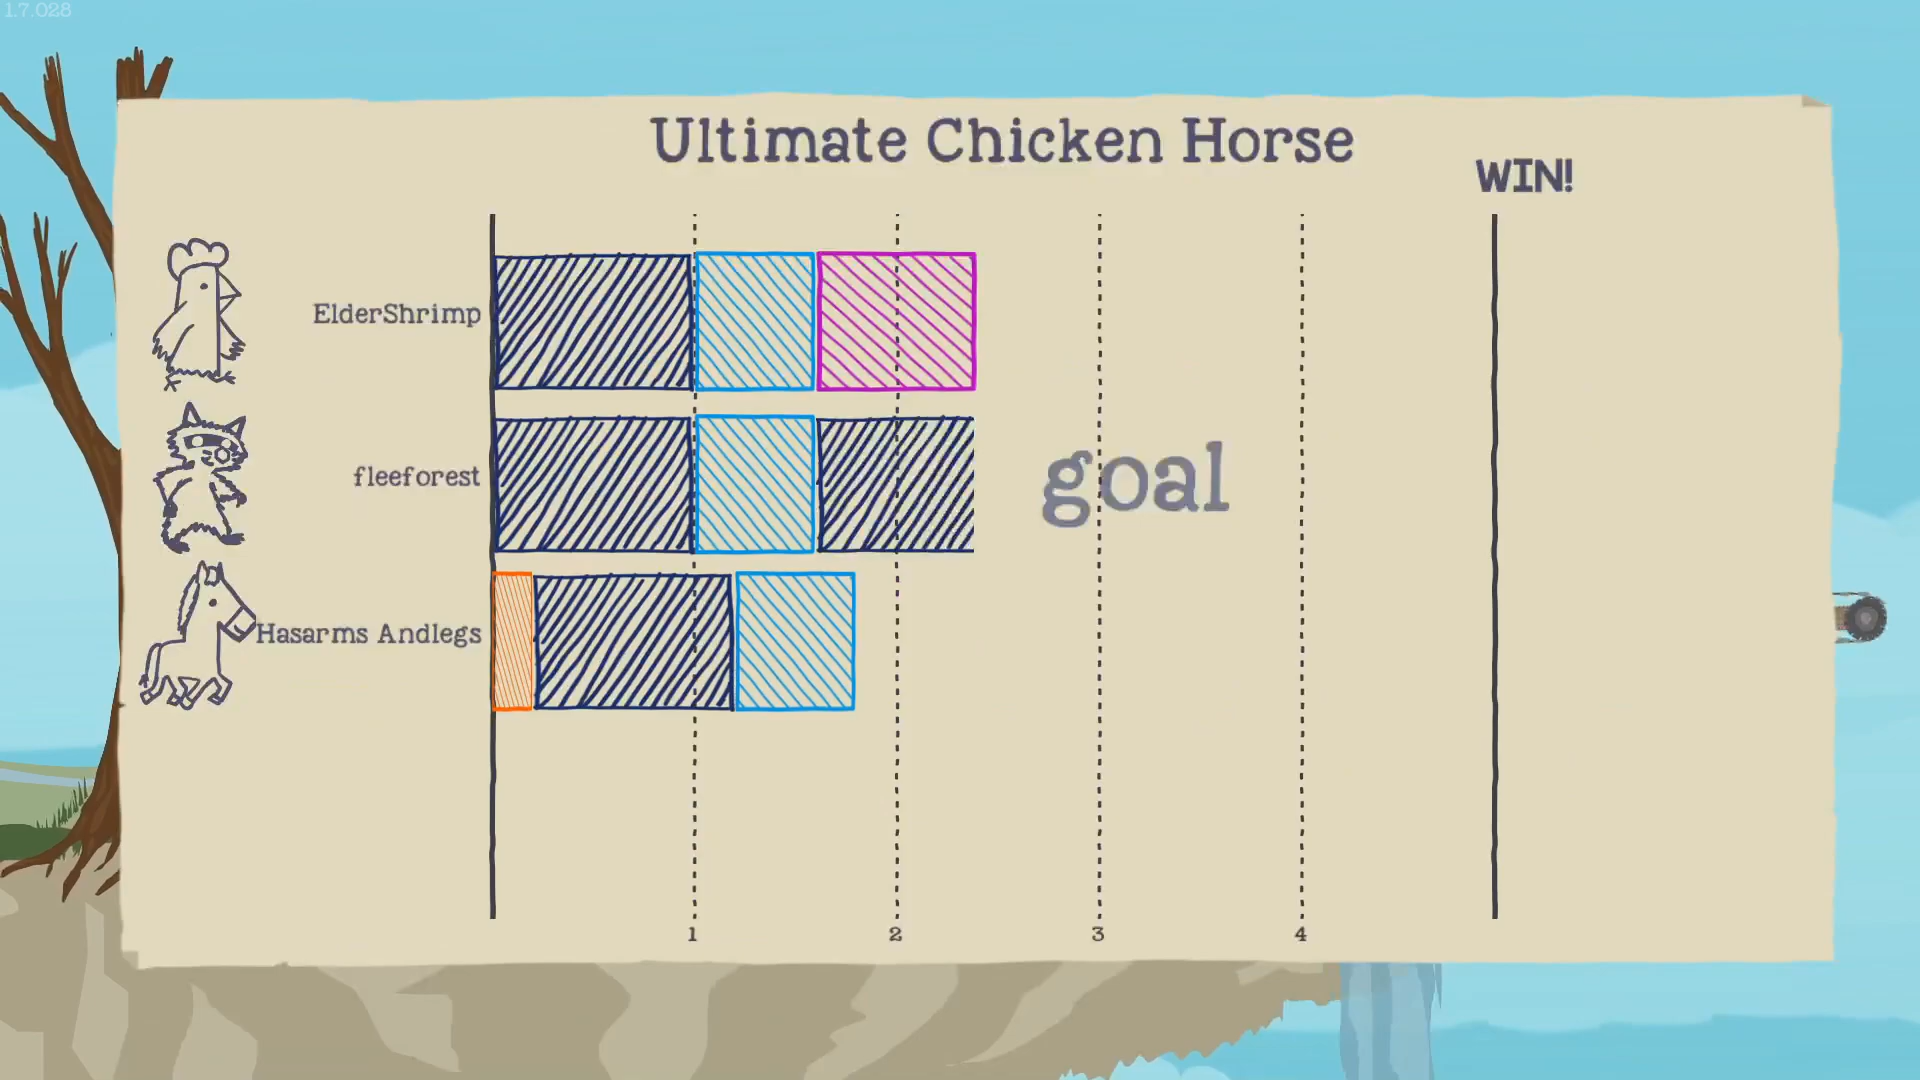 1.7.028
Ultimate Chicken Horse
WIN!
ElderShrimp
fleeforest
goal
Hasarms Andlegs
1 2 3 4